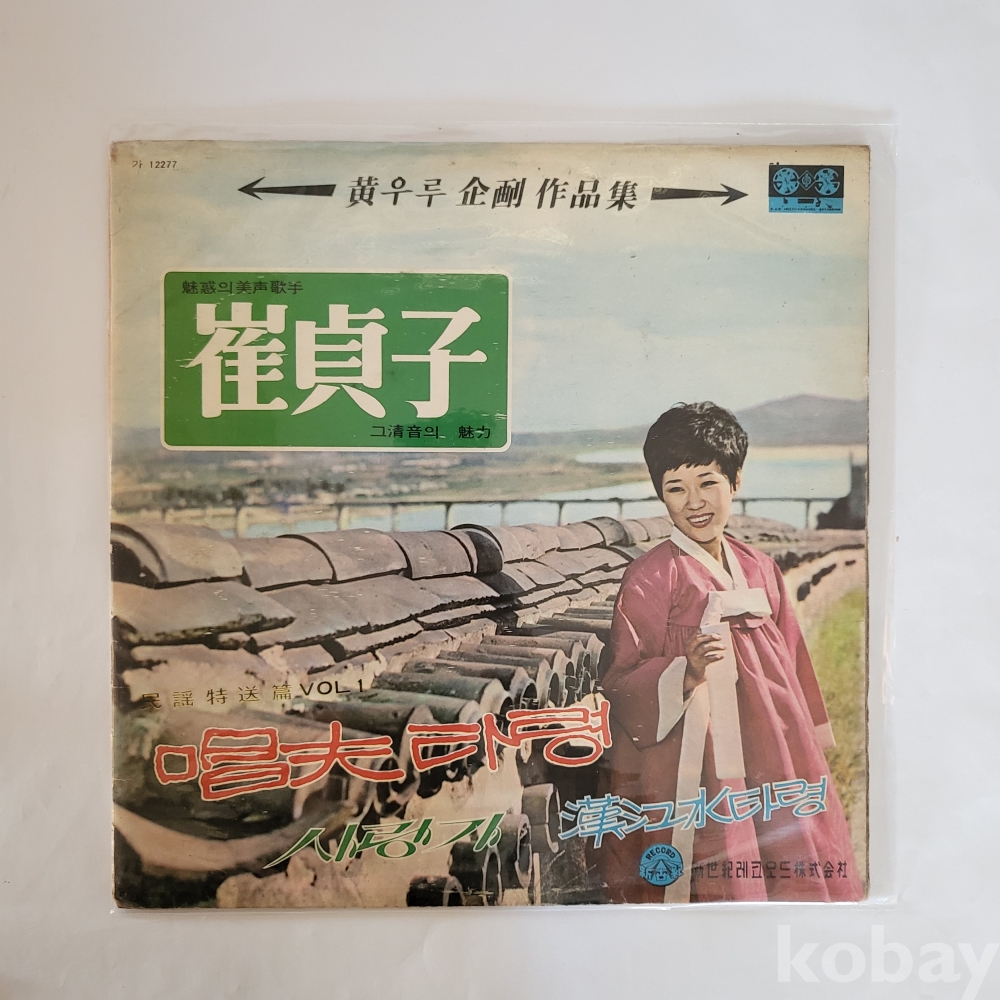 가 12277
黃우루 企劃 作品集
魅惑의美声歌手
崔貞子
그清音의 魅力
民謠特送篇 VOL 1
唱夫타령
사랑가
漢江水타령
RECORD
新世紀레코오드株式会社
kobay